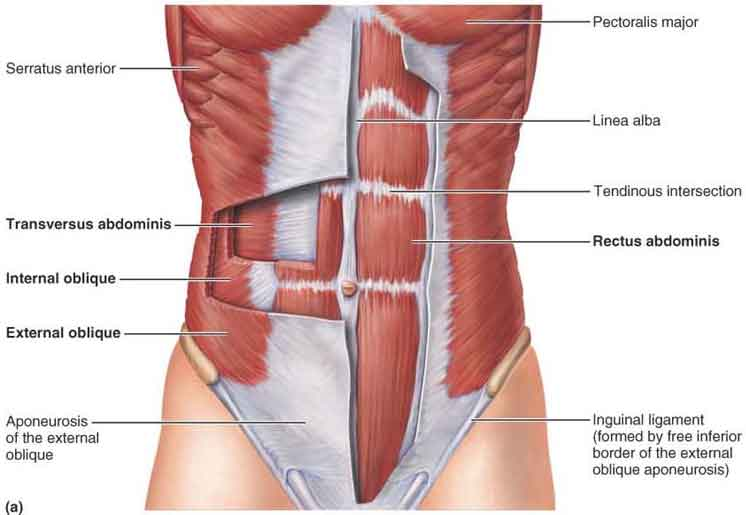 Pectoralis major
Serratus anterior
Linea alba
Tendinous intersection
Transversus abdominis
Rectus abdominis
Internal oblique
External oblique
Aponeurosis
of the external
oblique
Inguinal ligament
(formed by free inferior
border of the external
oblique aponeurosis)
(a)